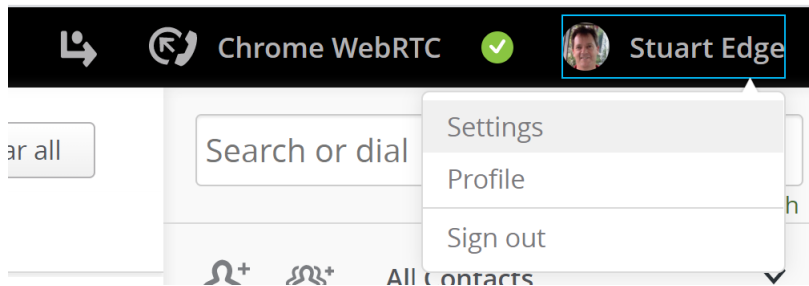 Chrome WebRTC
Stuart Edge
ar all
Search or dial
Settings
Profile
h
Sign out
All Contacts